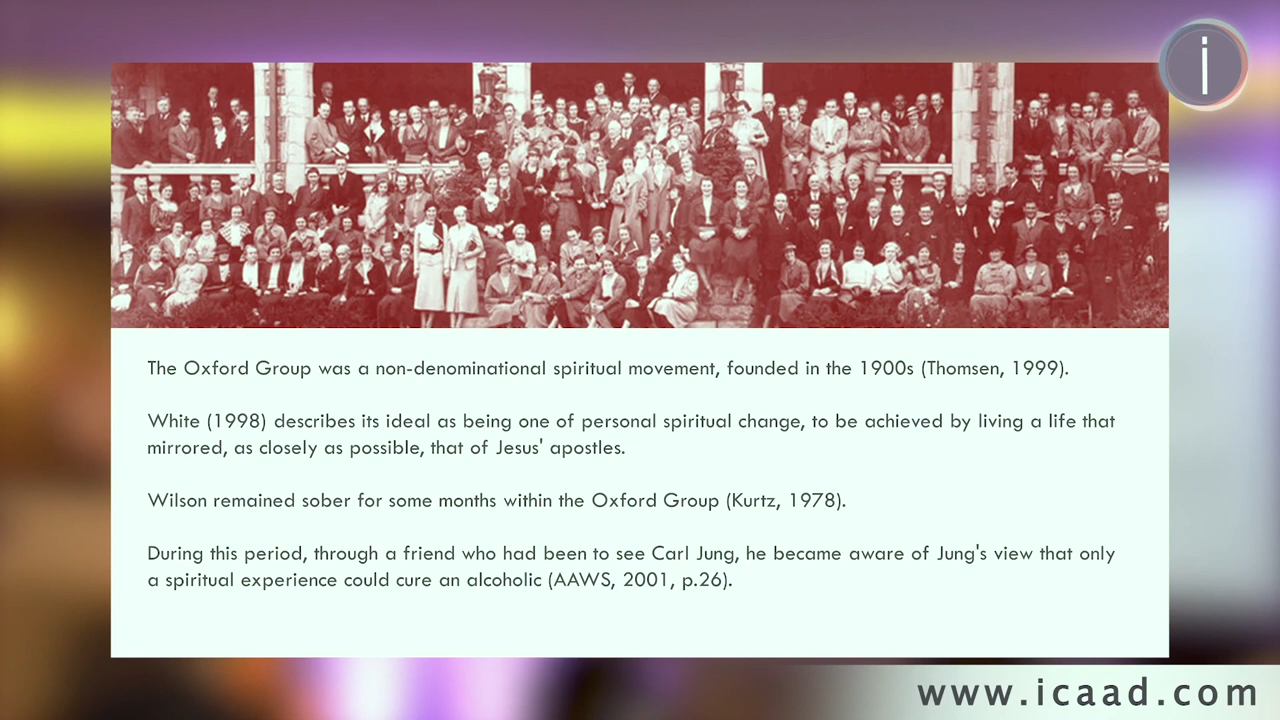 i
The Oxford Group was a non-denominational spiritual movement, founded in the 1900s (Thomsen, 1999).
White (1998) describes its ideal as being one of personal spiritual change, to be achieved by living a life that
mirrored, as closely as possible, that of Jesus' apostles.
Wilson remained sober for some months within the Oxford Group (Kurtz, 1978).
During this period, through a friend who had been to see Carl Jung, he became aware of Jung's view that only
a spiritual experience could cure an alcoholic (AAWS, 2001, p.26).
www.icaad.com